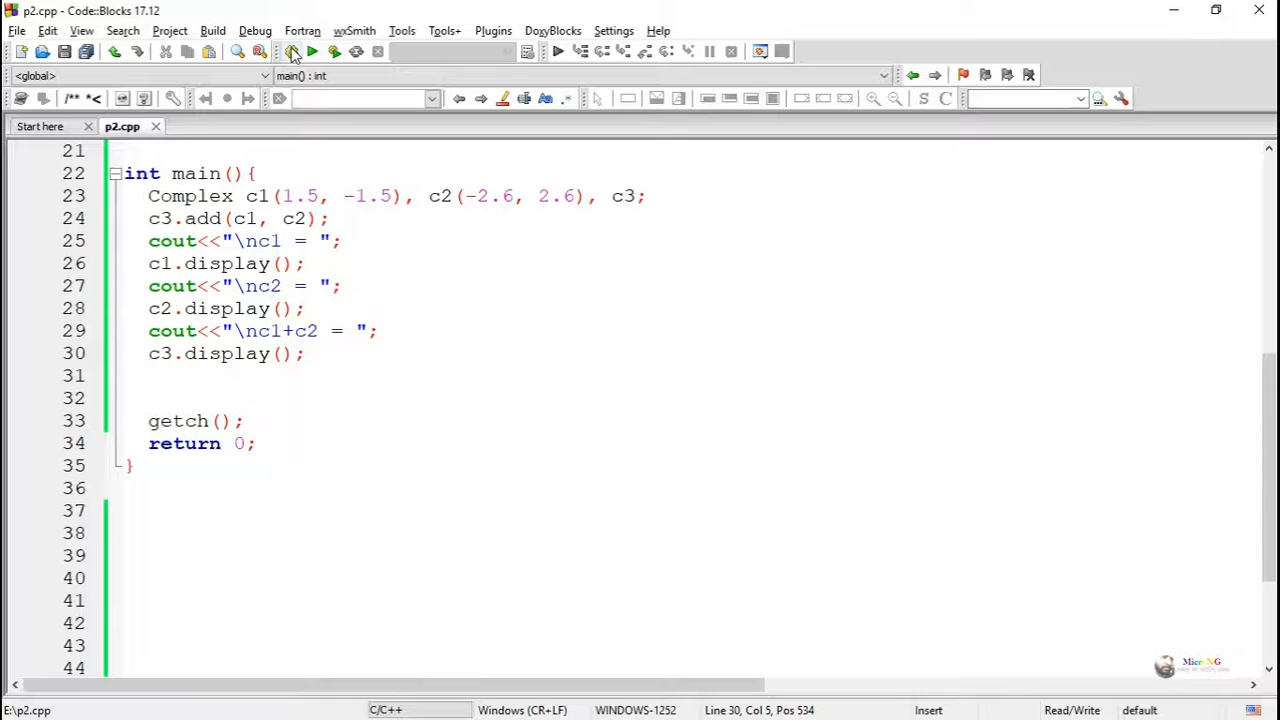 p2.cpp - Code::Blocks 17.12
File Edit View Search Project Build Debug Fortran wxSmith Tools Tools+ Plugins DoxyBlocks Settings Help
<global> main() : int
/** *< S C
Start here p2.cpp
21
22 int main(){
23 Complex c1(1.5, -1.5), c2(-2.6, 2.6), c3;
24 c3.add(c1, c2);
25 cout<<"\nc1 = ";
26 c1.display();
27 cout<<"\nc2 = ";
28 c2.display();
29 cout<<"\nc1+c2 = ";
30 c3.display();
31
32
33 getch();
34 return 0;
35 }
36
37
38
39
40
41
42
43
44
MicroNG
E:\p2.cpp C/C++ Windows (CR+LF) WINDOWS-1252 Line 30, Col 5, Pos 534 Insert Read/Write default